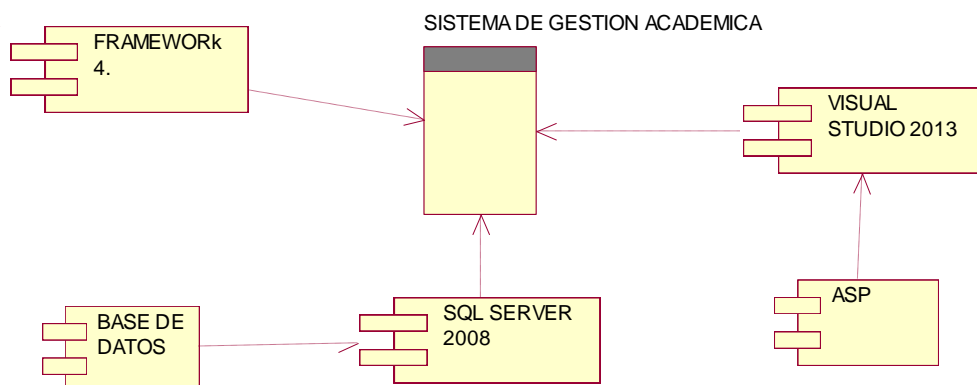 SISTEMA DE GESTION ACADEMICA
FRAMEWORk
4.
VISUAL
STUDIO 2013
BASE DE
DATOS
SQL SERVER
2008
ASP